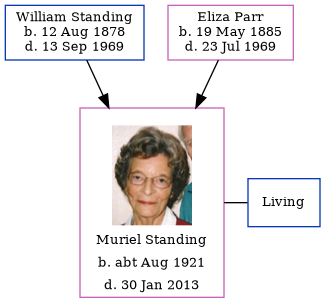 William Standing
b. 12 Aug 1878
d. 13 Sep 1969
Eliza Parr
b. 19 May 1885
d. 23 Jul 1969
Muriel Standing
b. abt Aug 1921
d. 30 Jan 2013
Living